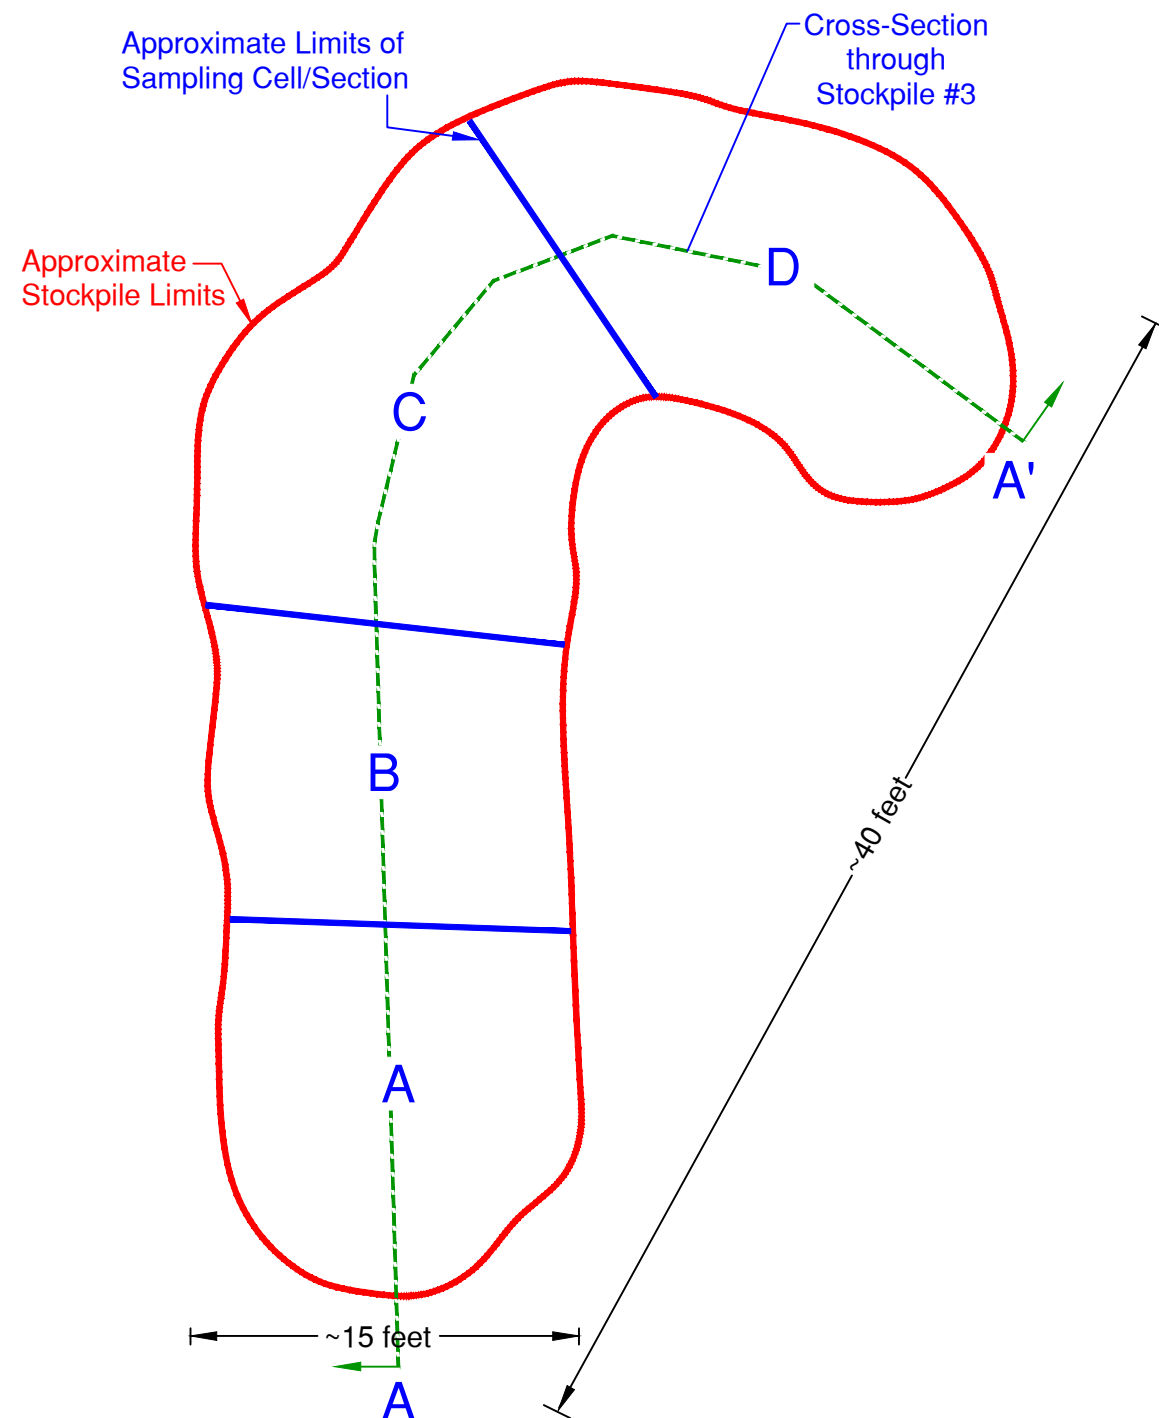 Approximate Limits of
Sampling Cell/Section
Cross-Section
through
Stockpile #3
Approximate
Stockpile Limits
D
C
A'
B
~40 feet
A
~15 feet
A